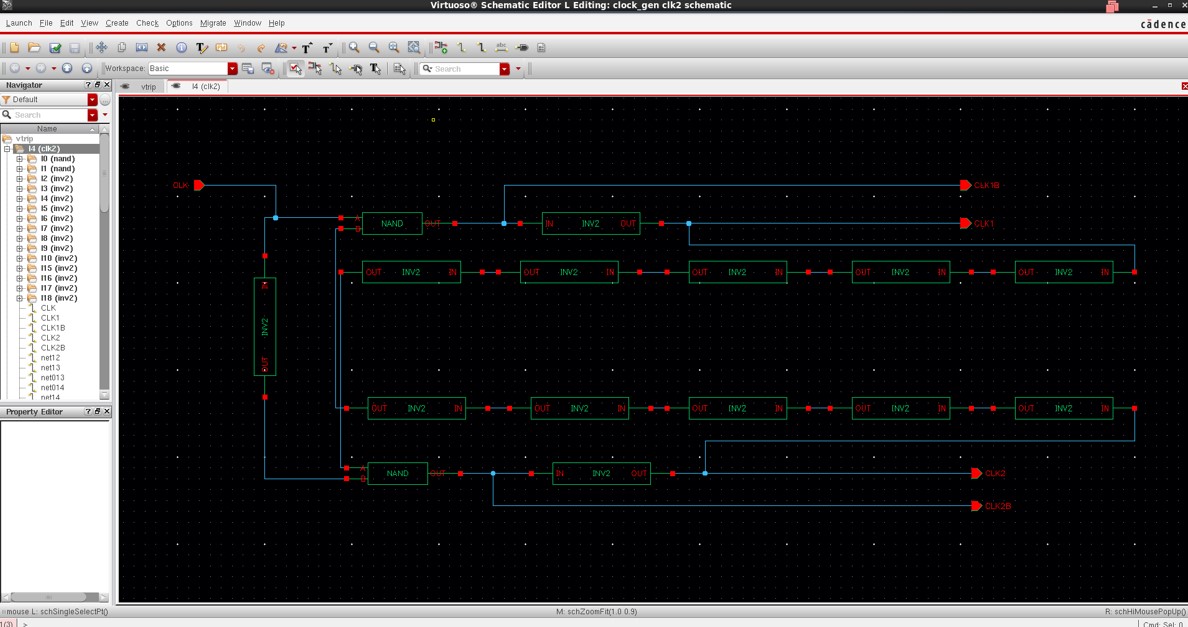 Virtuoso® Schematic Editor L Editing: clock_gen clk2 schematic
Launch File Edit View Create Check Options Migrate Window Help
cādence
Workspace: Basic
Search
Navigator
vtrip
I4 (clk2)
Default
Search
Name
vtrip
I4 (clk2)
I0 (nand)
I1 (nand)
I2 (inv2)
I3 (inv2)
I4 (inv2)
I5 (inv2)
I6 (inv2)
I7 (inv2)
I8 (inv2)
I9 (inv2)
I10 (inv2)
I15 (inv2)
I16 (inv2)
I17 (inv2)
I18 (inv2)
CLK
CLK1
CLK1B
CLK2
CLK2B
net12
net13
net013
net014
net14
Property Editor
CLK
CLK1B
NAND OUT IN INV2 OUT CLK1
OUT INV2 IN OUT INV2 IN OUT INV2 IN OUT INV2 IN OUT INV2 IN
INV2
OUT
OUT INV2 IN OUT INV2 IN OUT INV2 IN OUT INV2 IN OUT INV2 IN
NAND OUT IN INV2 OUT CLK2
CLK2B
mouse L: schSingleSelectPt() M: schZoomFit(1.0 0.9) R: schHiMousePopUp()
1(3) > Cmd: Sel: 0